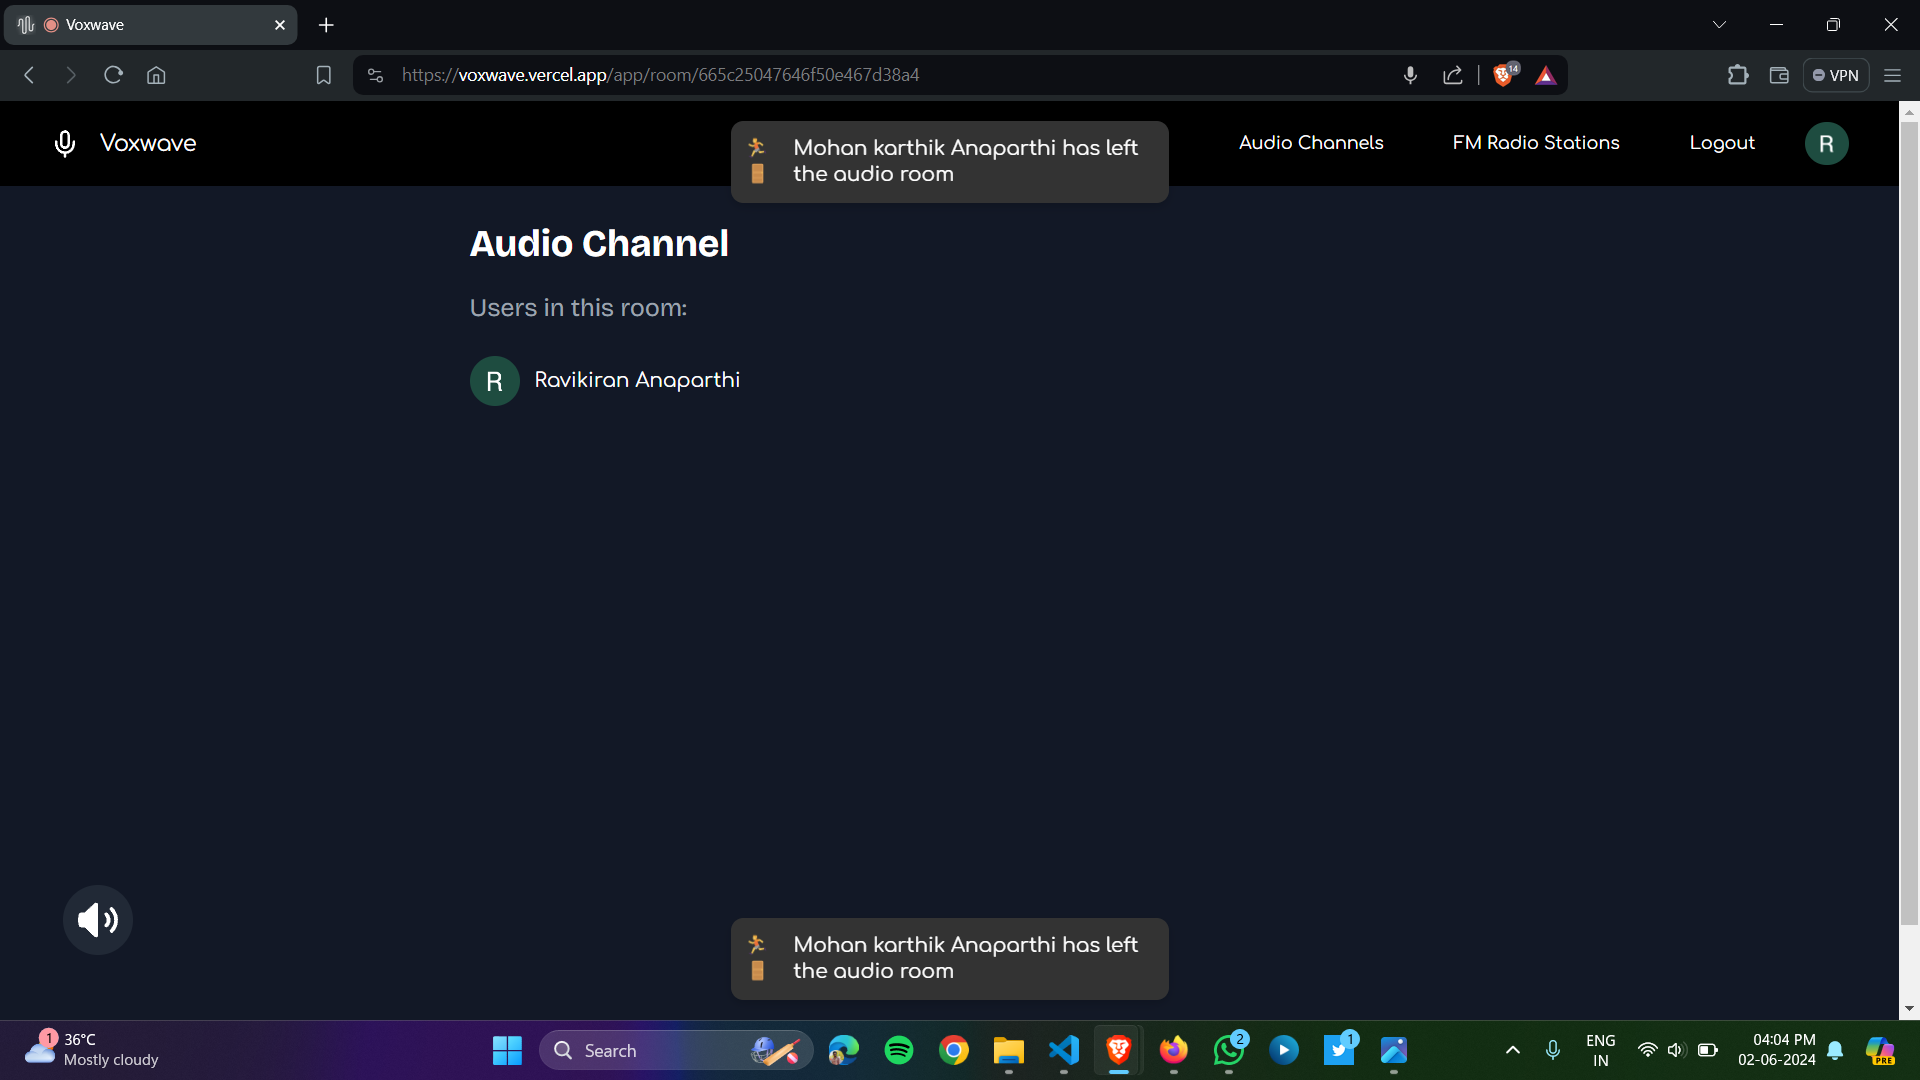 Voxwave
https://voxwave.vercel.app/app/room/665c25047646f50e467d38a4
14
VPN
Voxwave
Audio Channels
FM Radio Stations
Logout
R
Mohan karthik Anaparthi has left
the audio room
Audio Channel
Users in this room:
R
Ravikiran Anaparthi
Mohan karthik Anaparthi has left
the audio room
1
36°C
Mostly cloudy
Search
2
1
ENG
IN
04:04 PM
02-06-2024
PRE